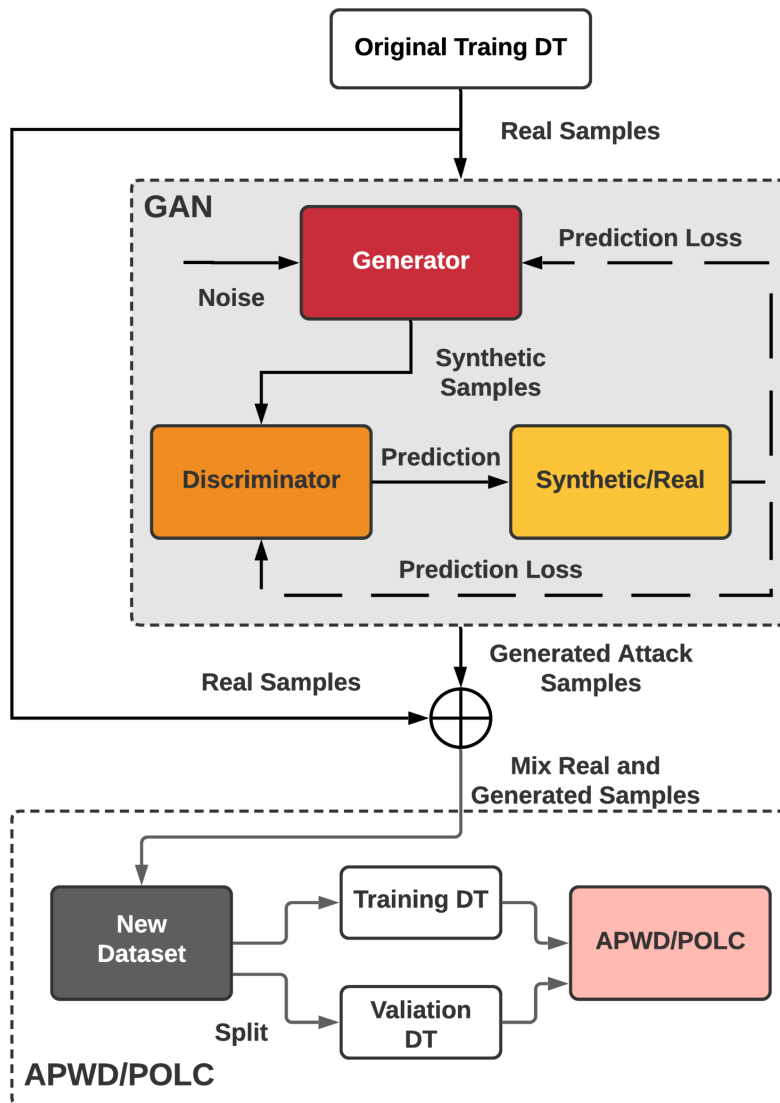 Original Traing DT
Real Samples
GAN
Generator
Prediction Loss
Noise
Synthetic
Samples
Discriminator
Prediction
Synthetic/Real
Prediction Loss
Generated Attack
Samples
Real Samples
Mix Real and
Generated Samples
New
Dataset
Training DT
APWD/POLC
Split
Valiation
DT
APWD/POLC